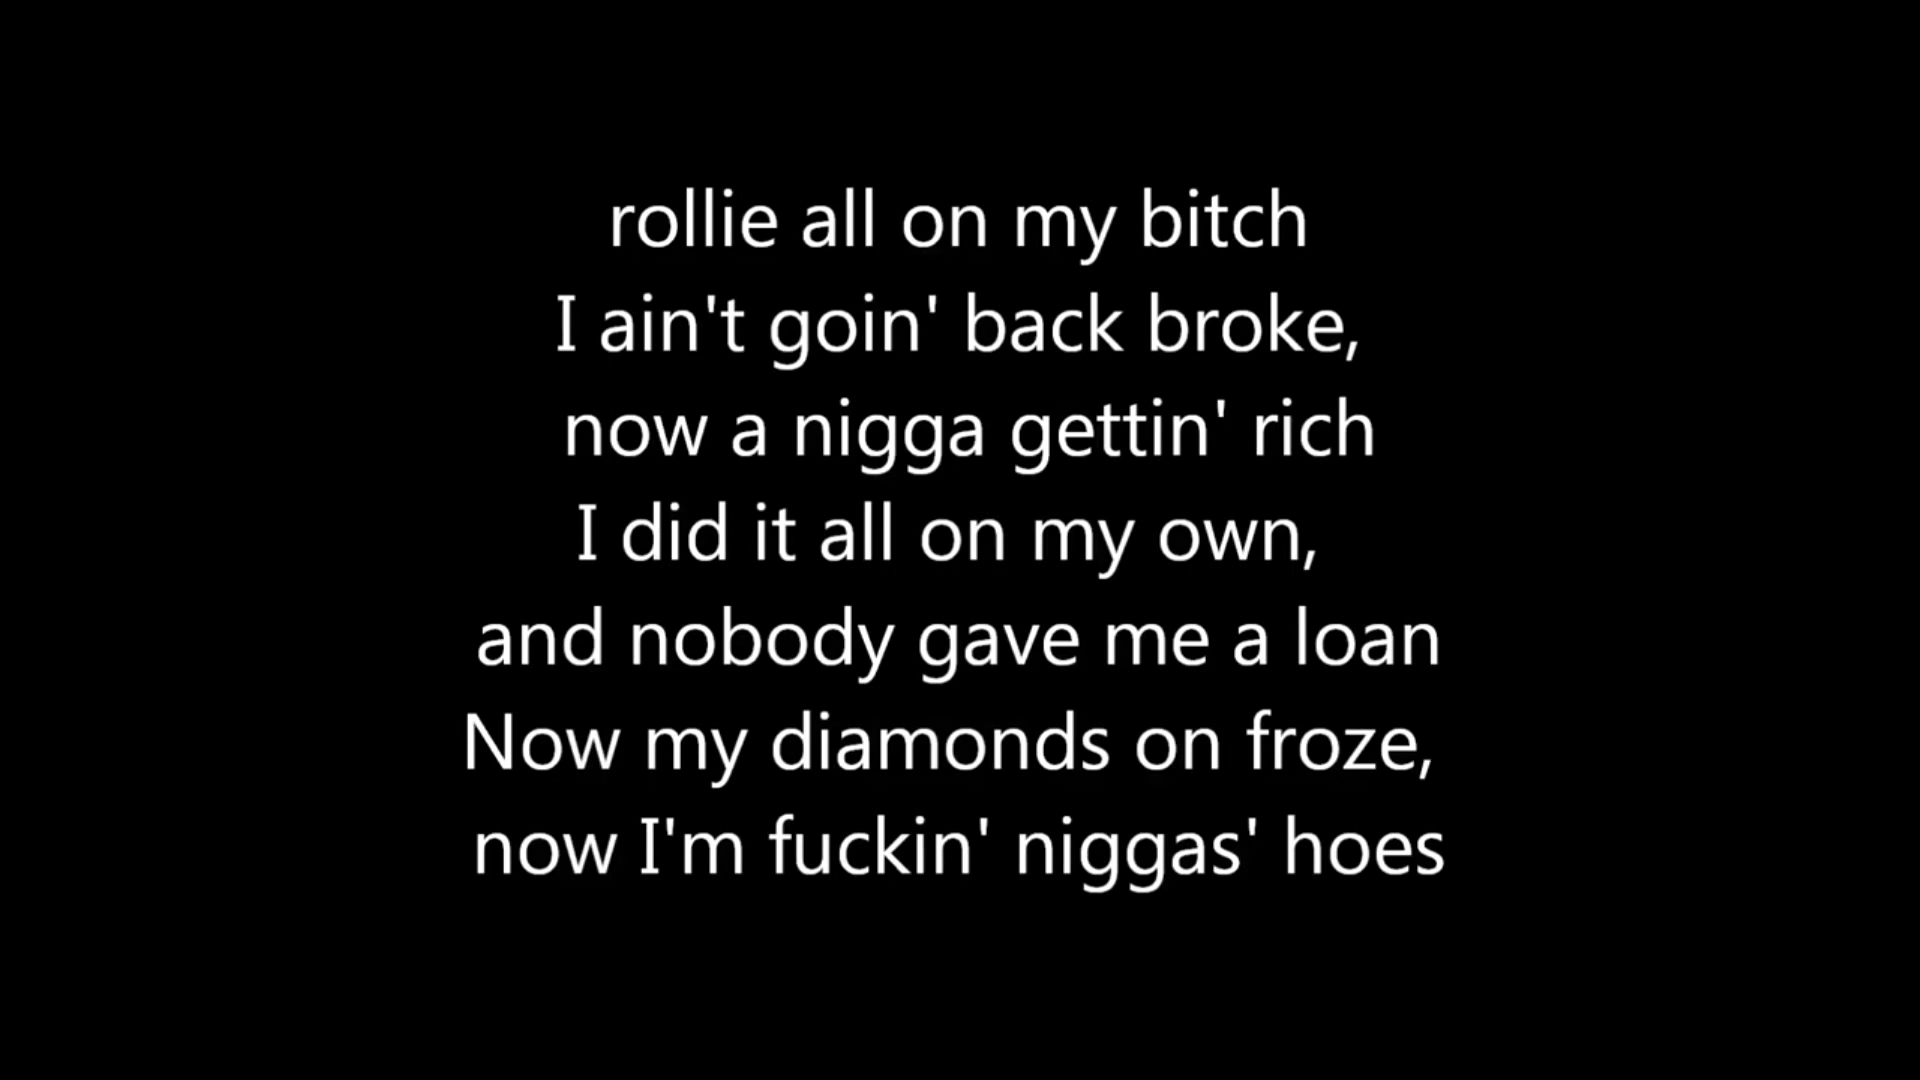 rollie all on my bitch
I ain't goin' back broke,
now a nigga gettin' rich
I did it all on my own,
and nobody gave me a loan
Now my diamonds on froze,
now I'm fuckin' niggas' hoes